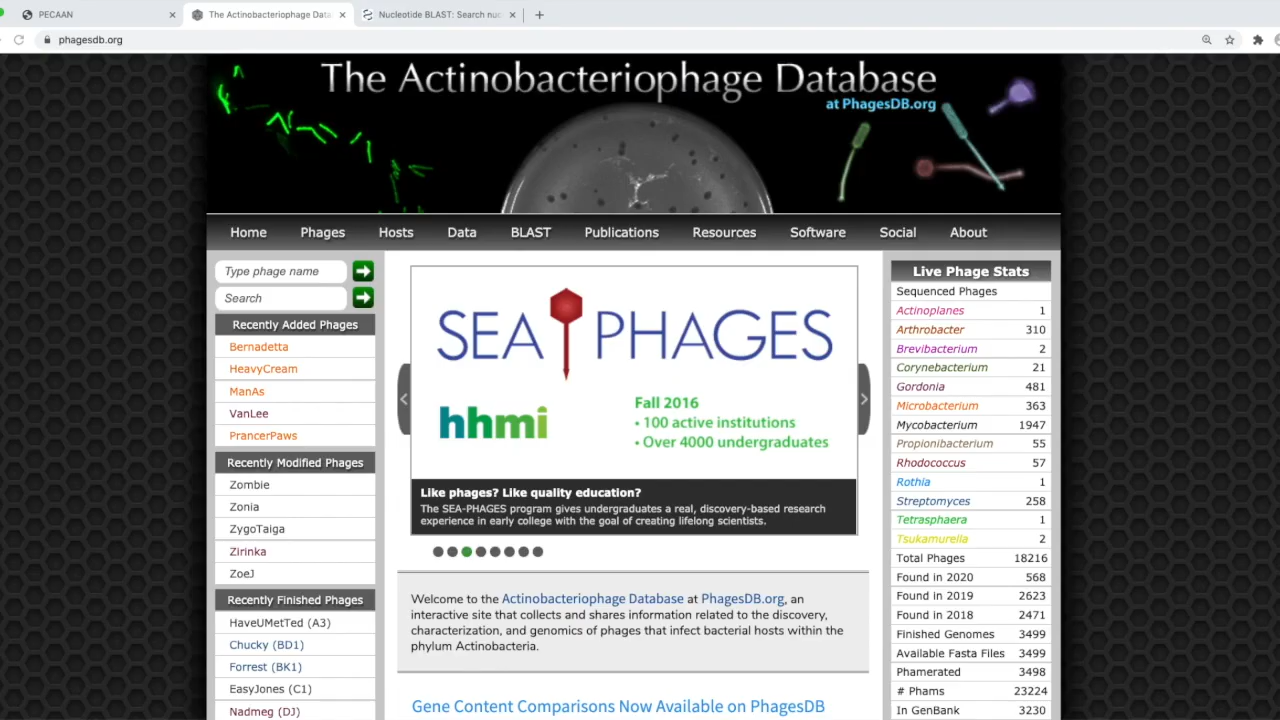 PECAAN
The Actinobacteriophage Data
Nucleotide BLAST: Search nuc
phagesdb.org
The Actinobacteriophage Database
at PhagesDB.org
Home
Phages
Hosts
Data
BLAST
Publications
Resources
Software
Social
About
Type phage name
Search
Recently Added Phages
Bernadetta
HeavyCream
ManAs
VanLee
PrancerPaws
Recently Modified Phages
Zombie
Zonia
ZygoTaiga
Zirinka
ZoeJ
Recently Finished Phages
HaveUMetTed (A3)
Chucky (BD1)
Forrest (BK1)
EasyJones (C1)
Nadmeg (DJ)
SEA PHAGES
hhmi
Fall 2016
• 100 active institutions
• Over 4000 undergraduates
Like phages? Like quality education?
The SEA-PHAGES program gives undergraduates a real, discovery-based research
experience in early college with the goal of creating lifelong scientists.
Welcome to the Actinobacteriophage Database at PhagesDB.org, an
interactive site that collects and shares information related to the discovery,
characterization, and genomics of phages that infect bacterial hosts within the
phylum Actinobacteria.
Gene Content Comparisons Now Available on PhagesDB
Live Phage Stats
Sequenced Phages
Actinoplanes 1
Arthrobacter 310
Brevibacterium 2
Corynebacterium 21
Gordonia 481
Microbacterium 363
Mycobacterium 1947
Propionibacterium 55
Rhodococcus 57
Rothia 1
Streptomyces 258
Tetrasphaera 1
Tsukamurella 2
Total Phages 18216
Found in 2020 568
Found in 2019 2623
Found in 2018 2471
Finished Genomes 3499
Available Fasta Files 3499
Phamerated 3498
# Phams 23224
In GenBank 3230